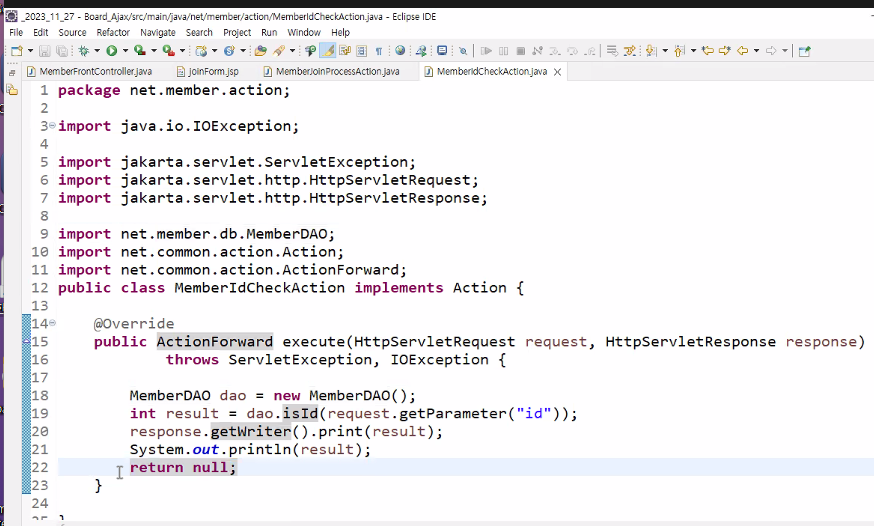 _2023_11_27 - Board_Ajax/src/main/java/net/member/action/MemberIdCheckAction.java - Eclipse IDE
File Edit Source Refactor Navigate Search Project Run Window Help
MemberFrontController.java joinForm.jsp MemberJoinProcessAction.java MemberIdCheckAction.java
1 package net.member.action;
2
3 import java.io.IOException;
4
5 import jakarta.servlet.ServletException;
6 import jakarta.servlet.http.HttpServletRequest;
7 import jakarta.servlet.http.HttpServletResponse;
8
9 import net.member.db.MemberDAO;
10 import net.common.action.Action;
11 import net.common.action.ActionForward;
12 public class MemberIdCheckAction implements Action {
13
14 @Override
15 public ActionForward execute(HttpServletRequest request, HttpServletResponse response)
16 throws ServletException, IOException {
17
18 MemberDAO dao = new MemberDAO();
19 int result = dao.isId(request.getParameter("id"));
20 response.getWriter().print(result);
21 System.out.println(result);
22 return null;
23 }
24